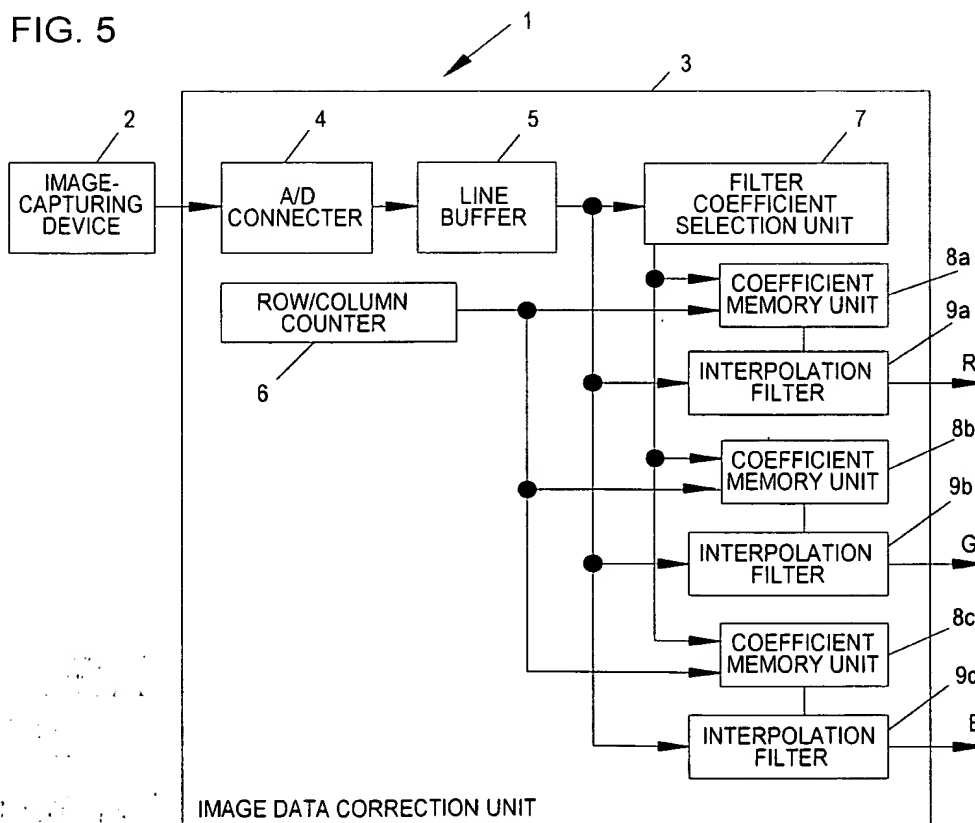 FIG. 5
1
3
2
4
5
7
IMAGE-
CAPTURING
DEVICE
A/D
CONNECTER
LINE
BUFFER
FILTER
COEFFICIENT
SELECTION UNIT
8a
COEFFICIENT
MEMORY UNIT
ROW/COLUMN
COUNTER
6
9a
INTERPOLATION
FILTER
R
8b
COEFFICIENT
MEMORY UNIT
9b
INTERPOLATION
FILTER
G
8c
COEFFICIENT
MEMORY UNIT
9c
INTERPOLATION
FILTER
IMAGE DATA CORRECTION UNIT